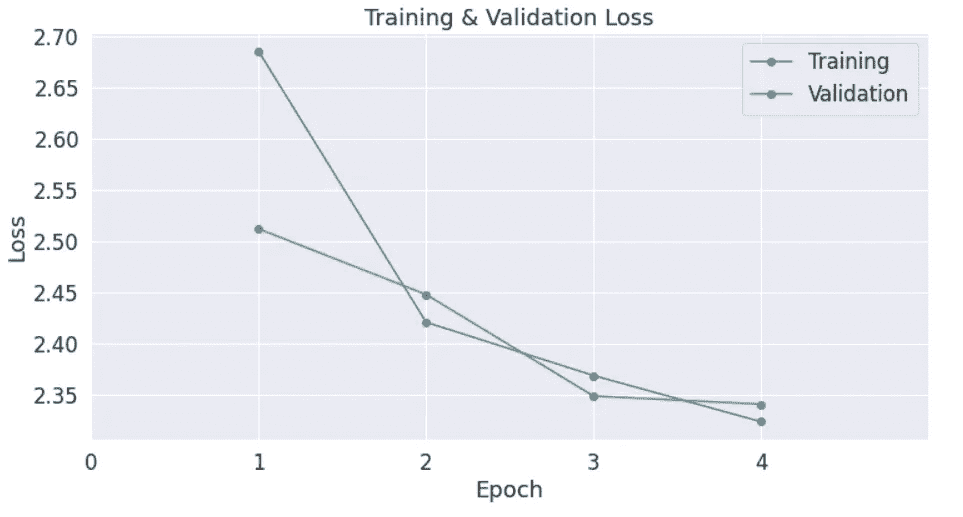 Training & Validation Loss
Training
Validation
2.70
2.65
2.60
2.55
2.50
2.45
2.40
2.35
Loss
0 1 2 3 4
Epoch